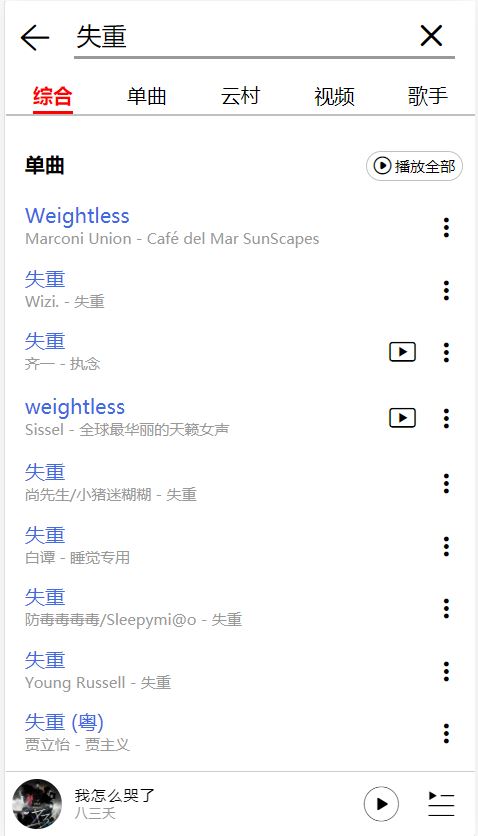 失重
综合 单曲 云村 视频 歌手
单曲 播放全部
Weightless
Marconi Union - Café del Mar SunScapes
失重
Wizi. - 失重
失重
齐一 - 执念
weightless
Sissel - 全球最华丽的天籁女声
失重
尚先生/小猪迷糊糊 - 失重
失重
白谭 - 睡觉专用
失重
防毒毒毒毒/Sleepymi@o - 失重
失重
Young Russell - 失重
失重 (粤)
贾立怡 - 贾主义
我怎么哭了
八三夭